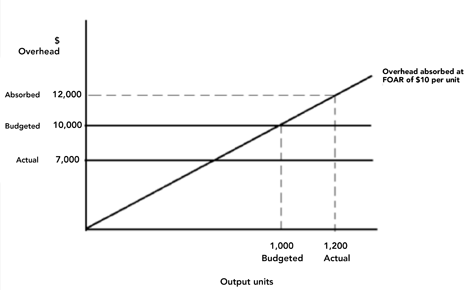 $
Overhead
Overhead absorbed at
FOAR of $10 per unit
Absorbed 12,000
Budgeted 10,000
Actual 7,000
1,000 1,200
Budgeted Actual
Output units